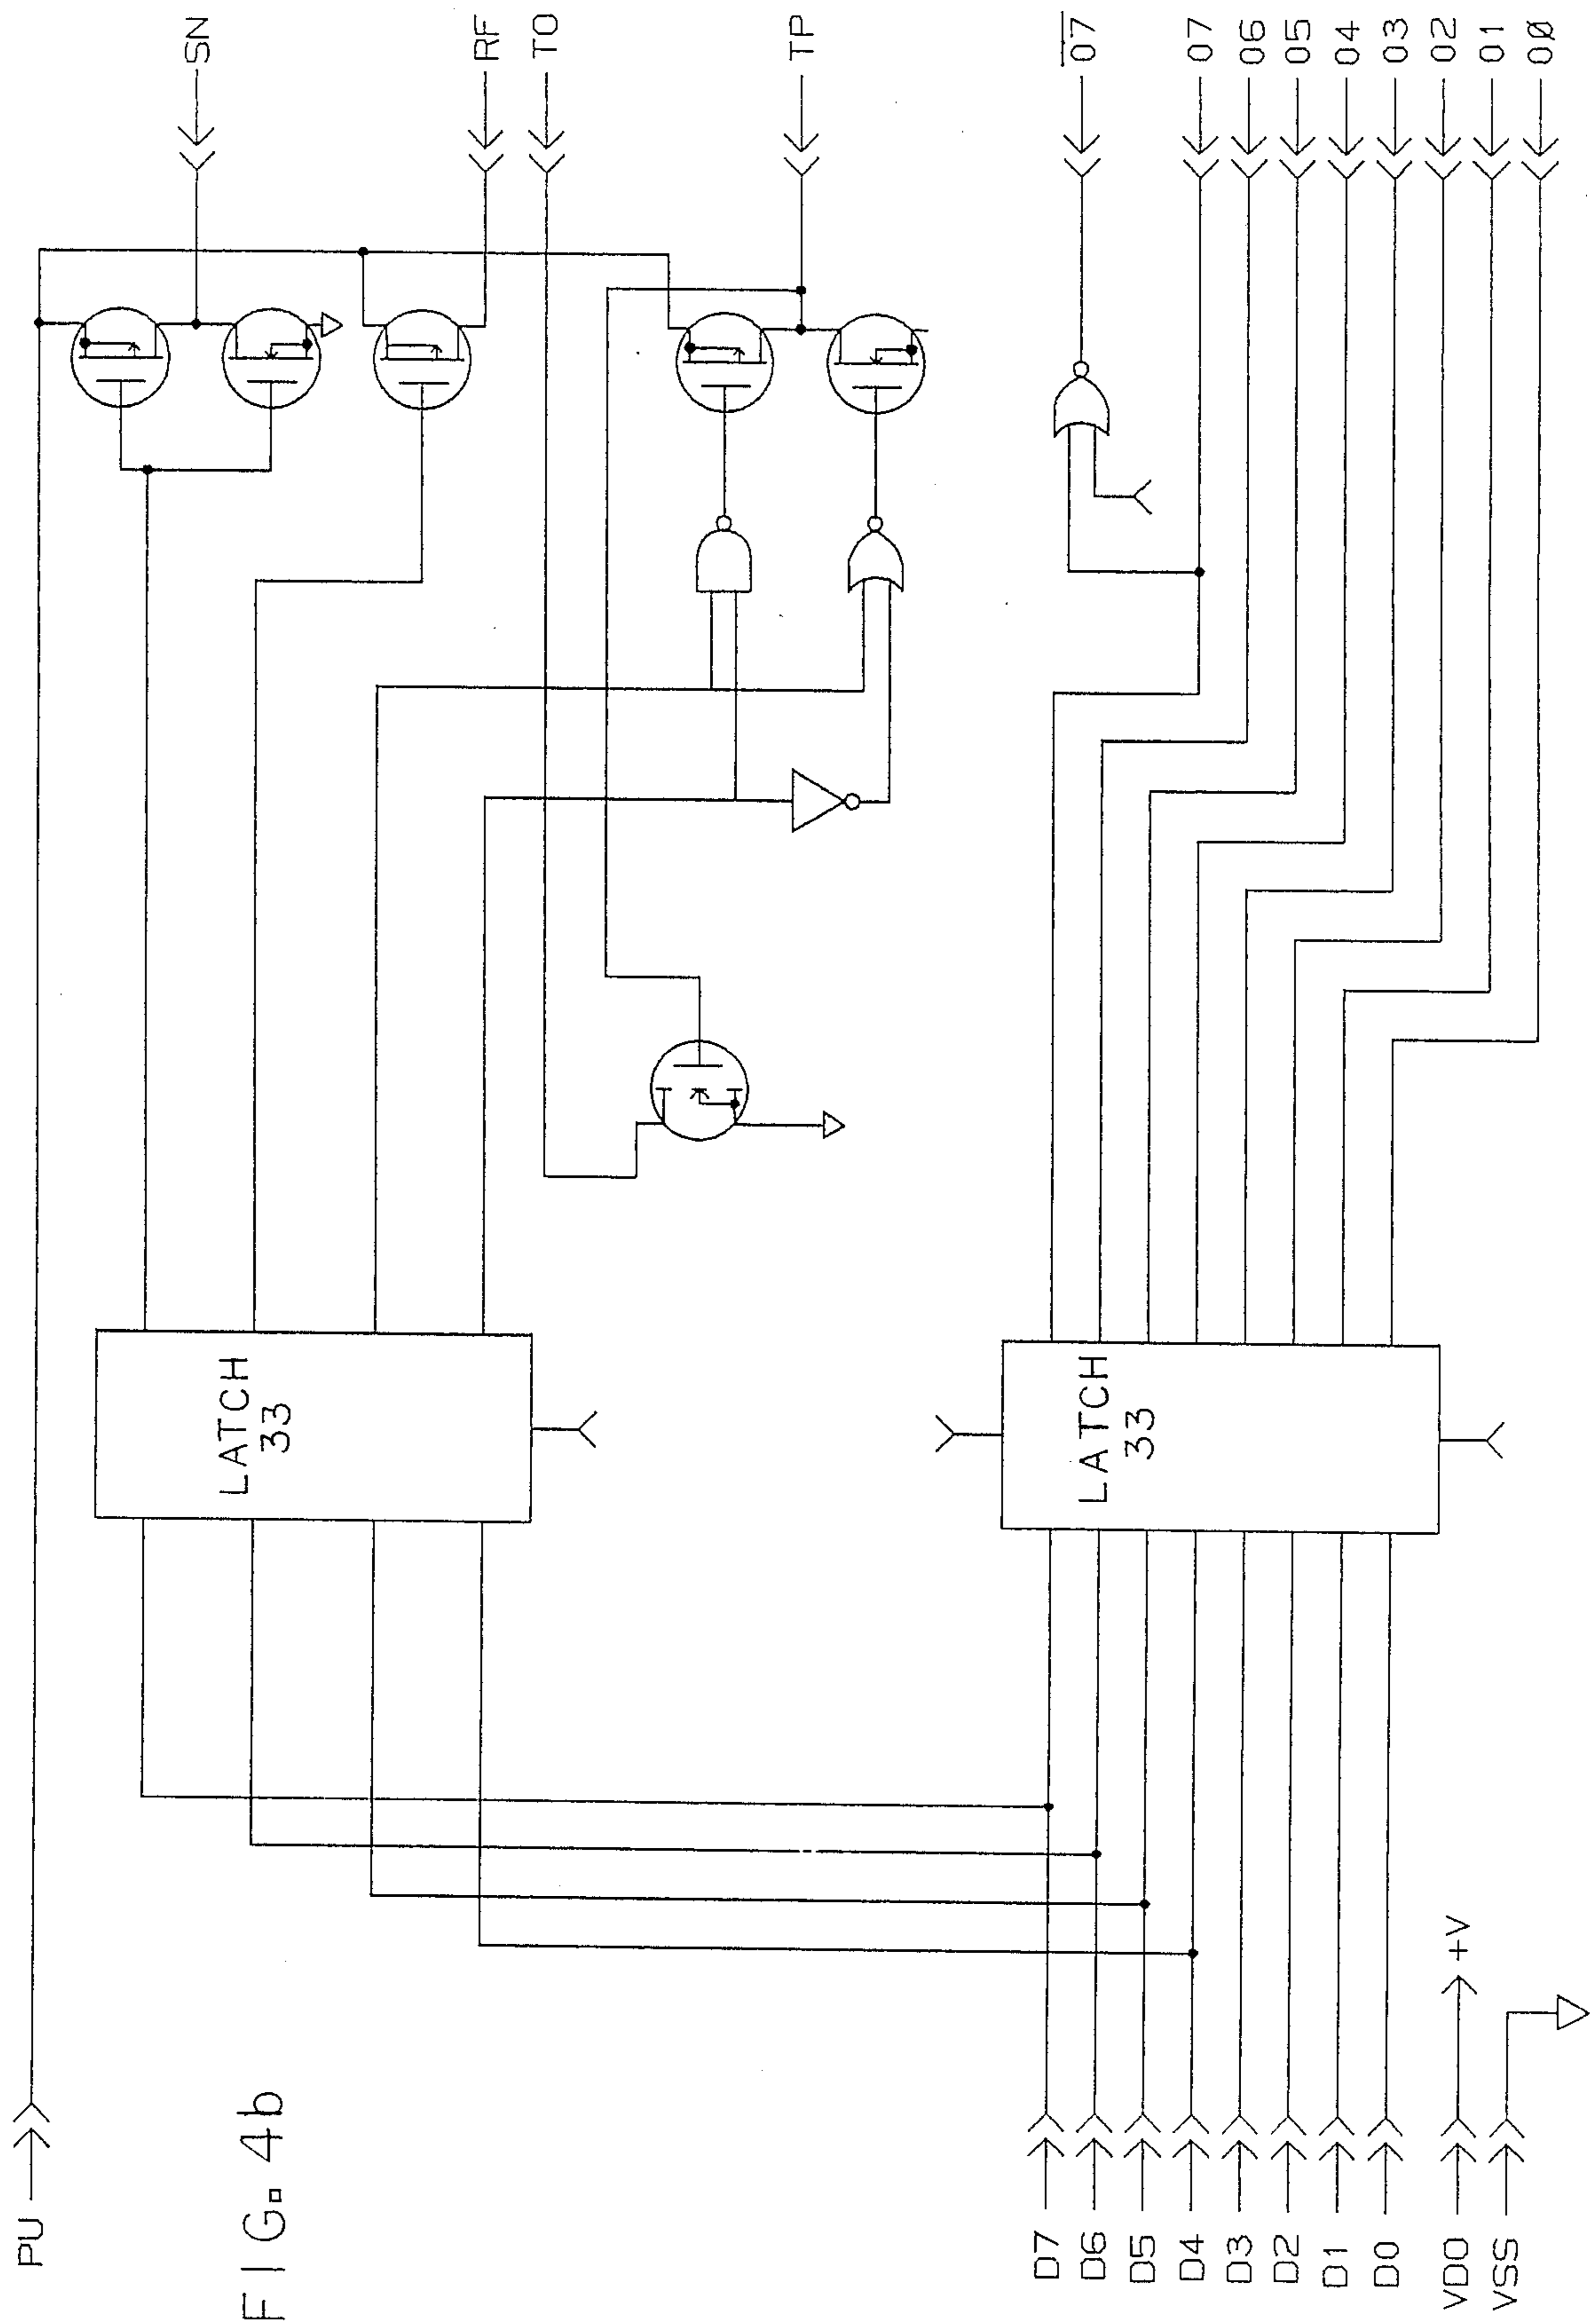 FIG. 4b
PU
SN
RF
TO
TP
LATCH
33
LATCH
33
D7
D6
D5
D4
D3
D2
D1
D0
VDO
+V
VSS
07
07
06
05
04
03
02
01
0Ø